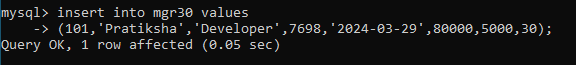 mysql> insert into mgr30 values
    -> (101,'Pratiksha','Developer',7698,'2024-03-29',80000,5000,30);
Query OK, 1 row affected (0.05 sec)